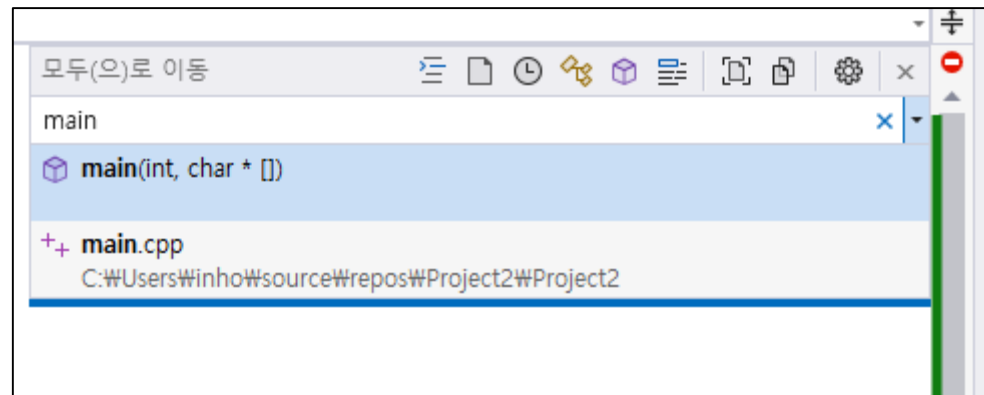 모두(으)로 이동
main
main(int, char * [])
main.cpp
C:₩Users₩inho₩source₩repos₩Project2₩Project2